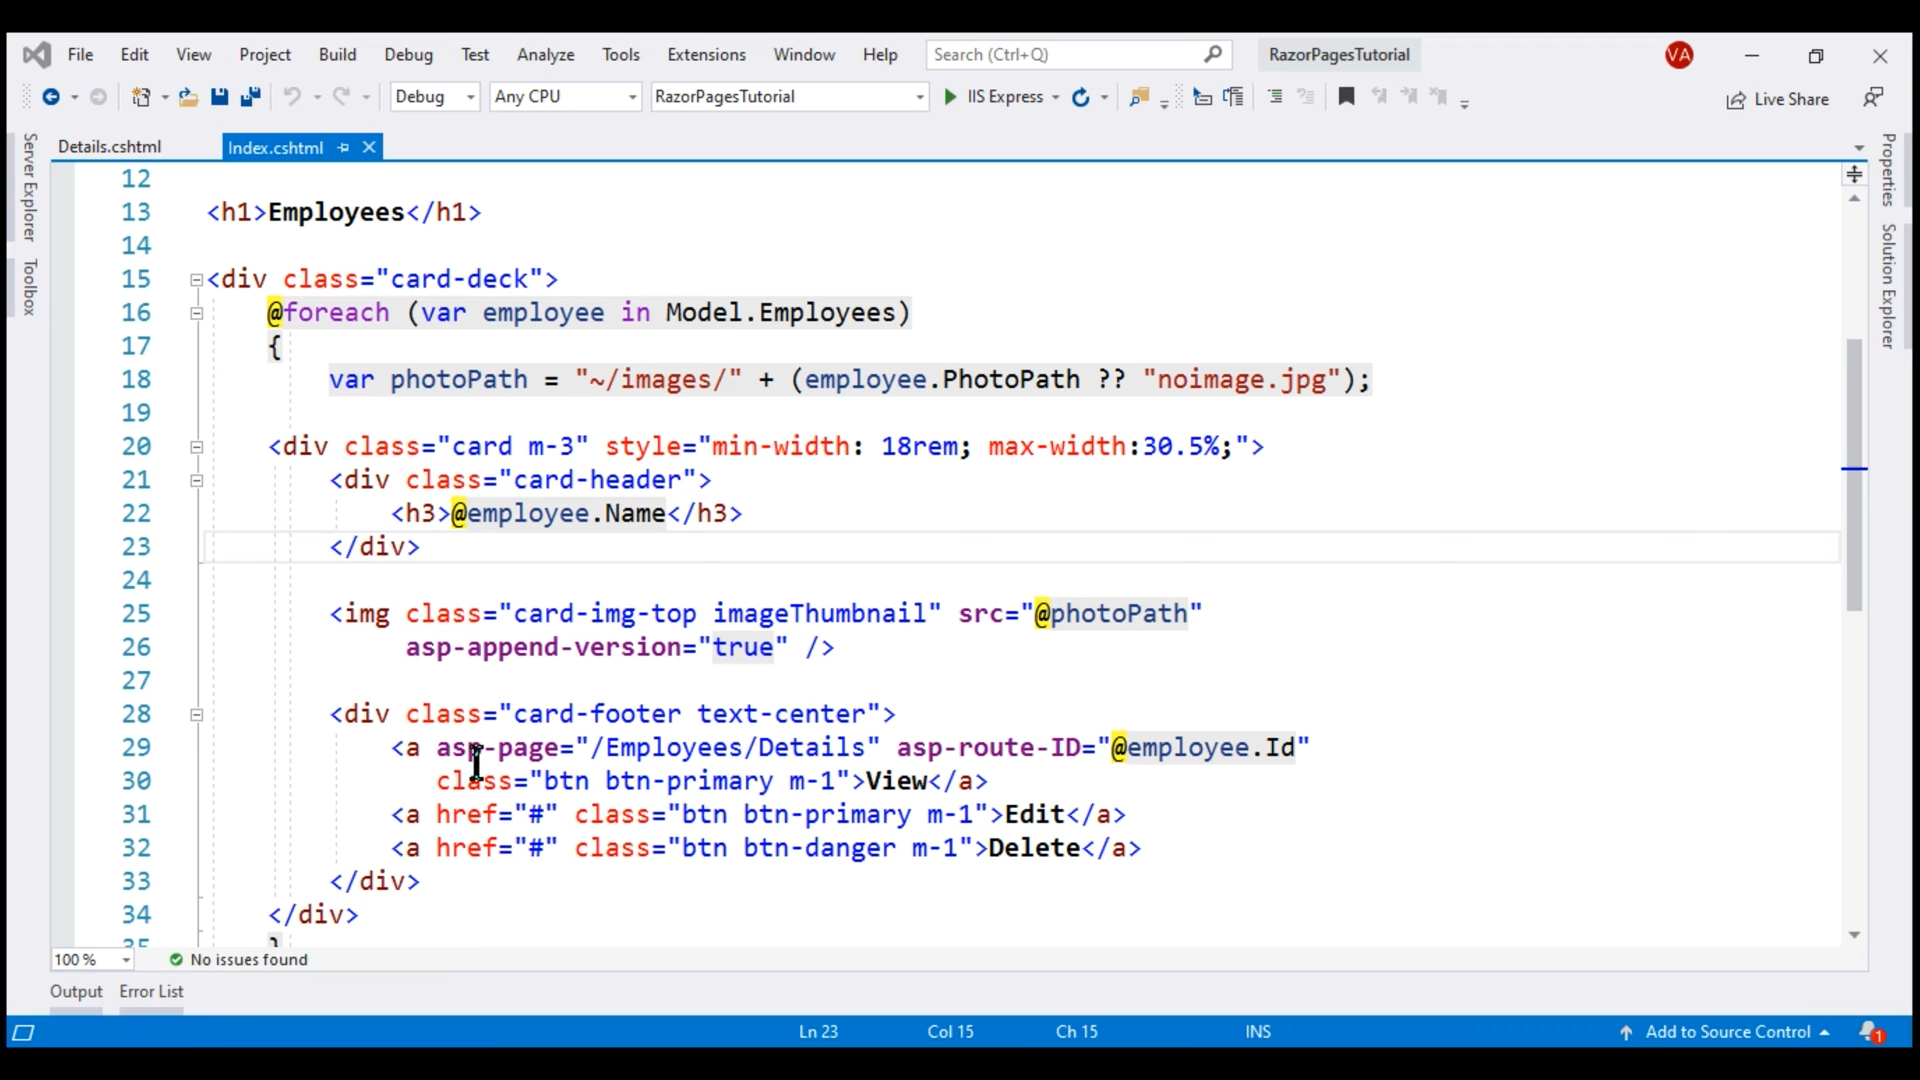 File Edit View Project Build Debug Test Analyze Tools Extensions Window Help Search (Ctrl+Q) RazorPagesTutorial VA
Debug Any CPU RazorPagesTutorial IIS Express Live Share
Server Explorer
Toolbox
Details.cshtml Index.cshtml
Properties
Solution Explorer
12
13 <h1>Employees</h1>
14
15 <div class="card-deck">
16 @foreach (var employee in Model.Employees)
17 {
18 var photoPath = "~/images/" + (employee.PhotoPath ?? "noimage.jpg");
19
20 <div class="card m-3" style="min-width: 18rem; max-width:30.5%;">
21 <div class="card-header">
22 <h3>@employee.Name</h3>
23 </div>
24
25 <img class="card-img-top imageThumbnail" src="@photoPath"
26 asp-append-version="true" />
27
28 <div class="card-footer text-center">
29 <a asp-page="/Employees/Details" asp-route-ID="@employee.Id"
30 class="btn btn-primary m-1">View</a>
31 <a href="#" class="btn btn-primary m-1">Edit</a>
32 <a href="#" class="btn btn-danger m-1">Delete</a>
33 </div>
34 </div>
35 }
100 % No issues found
Output Error List
Ln 23 Col 15 Ch 15 INS Add to Source Control 1